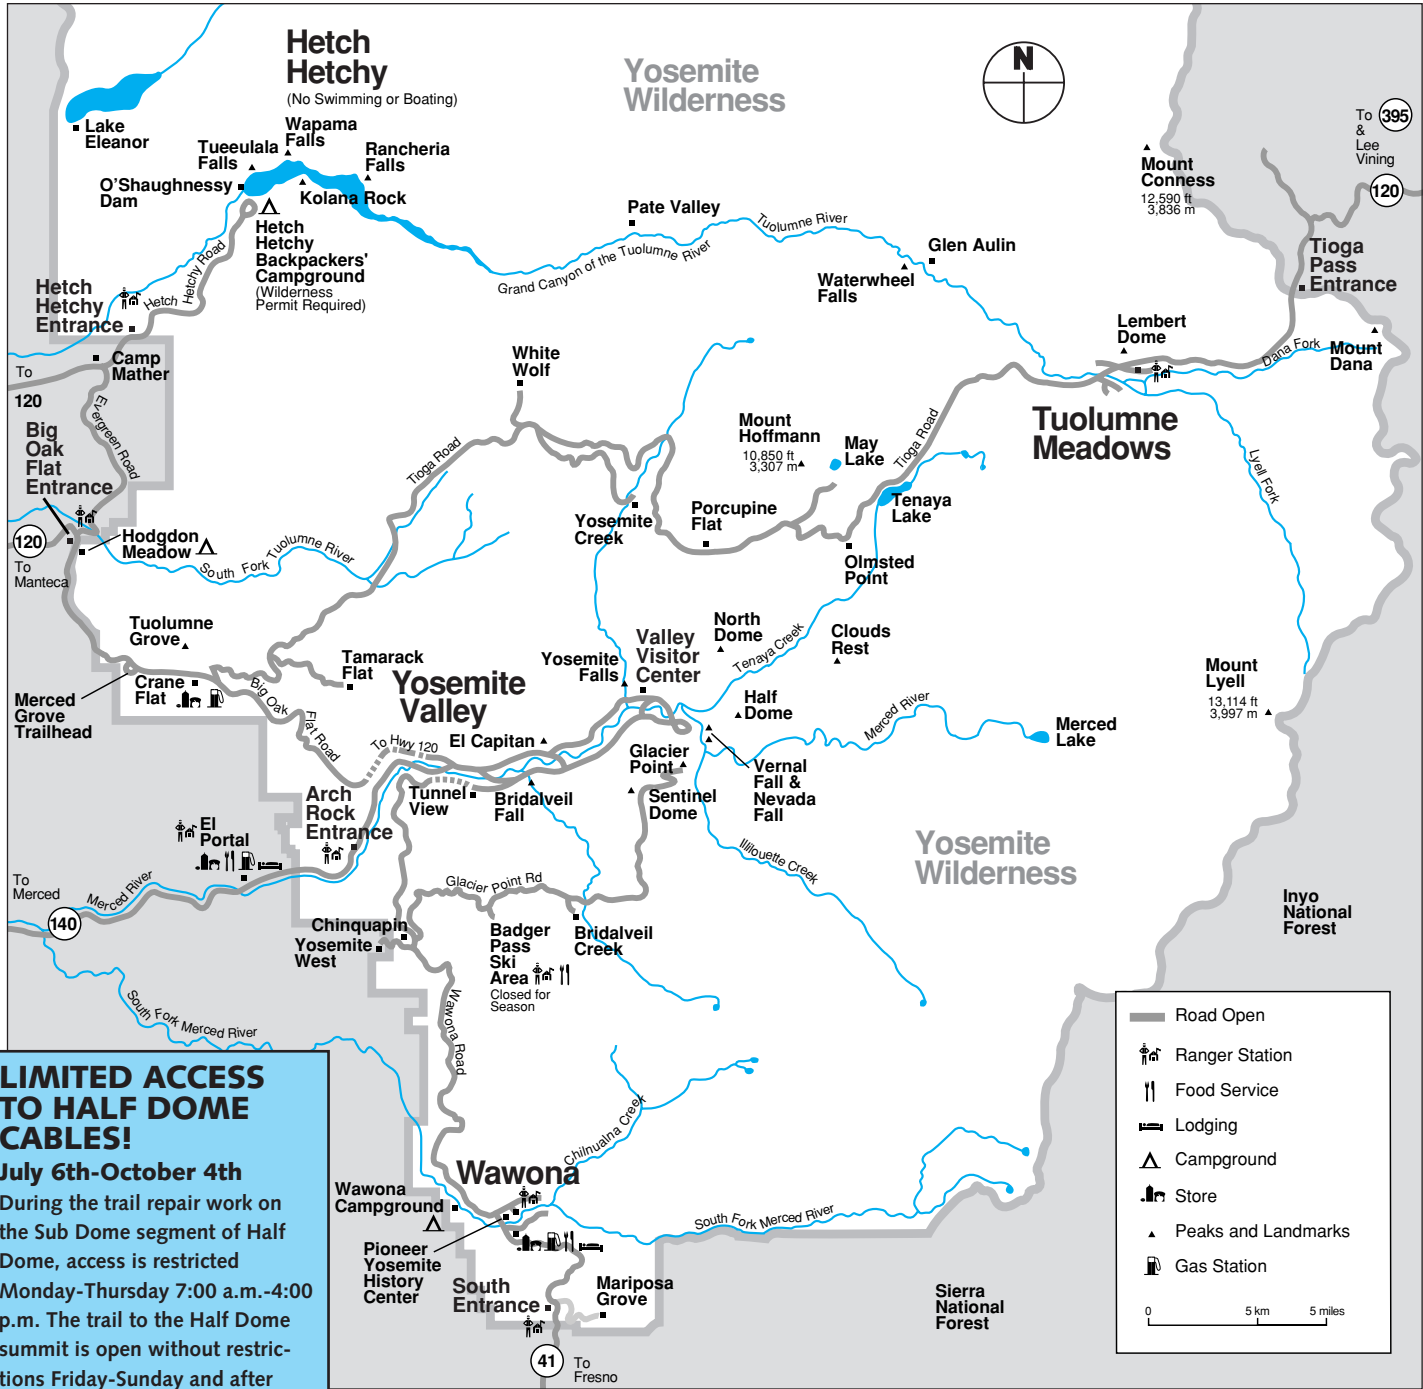 Hetch
Hetchy
(No Swimming or Boating)
Yosemite
Wilderness
N
To 395
&
Lee
Vining
120
Lake
Eleanor
Tueeulala
Falls
Wapama
Falls
Rancheria
Falls
O'Shaughnessy
Dam
Kolana Rock
Mount
Conness
12,590 ft
3,836 m
Hetch
Hetchy
Backpackers'
Campground
(Wilderness
Permit Required)
Pate Valley
Tuolumne River
Grand Canyon of the Tuolumne River
Glen Aulin
Waterwheel
Falls
Tioga
Pass
Entrance
Hetch
Hetchy
Entrance
Hetch Hetchy Road
Lembert
Dome
Dana Fork
Mount
Dana
Camp
Mather
To
120
White
Wolf
Evergreen Road
Big
Oak
Flat
Entrance
Tuolumne
Meadows
Mount
Hoffmann
10,850 ft
3,307 m
May
Lake
Tioga Road
Tioga Road
Lyell Fork
Tenaya
Lake
Yosemite
Creek
Porcupine
Flat
Olmsted
Point
120
To
Manteca
Hodgdon
Meadow
South Fork Tuolumne River
Tuolumne
Grove
North
Dome
Tenaya Creek
Clouds
Rest
Valley
Visitor
Center
Yosemite
Falls
Tamarack
Flat
Yosemite
Valley
Crane
Flat
Merced
Grove
Trailhead
Big Oak Flat Road
To Hwy 120
El Capitan
Half
Dome
Merced River
Merced
Lake
Mount
Lyell
13,114 ft
3,997 m
Glacier
Point
Vernal
Fall &
Nevada
Fall
Sentinel
Dome
Arch
Rock
Entrance
Tunnel
View
Bridalveil
Fall
El
Portal
Illilouette Creek
Yosemite
Wilderness
To
Merced
Merced River
140
Glacier Point Rd
Inyo
National
Forest
Chinquapin
Yosemite
West
Badger
Pass
Ski
Area
Closed for
Season
Bridalveil
Creek
Wawona Road
South Fork Merced River
Road Open
Ranger Station
Food Service
Lodging
Campground
Store
Peaks and Landmarks
Gas Station
0 5 km 5 miles
LIMITED ACCESS
TO HALF DOME
CABLES!
July 6th-October 4th
During the trail repair work on
the Sub Dome segment of Half
Dome, access is restricted
Monday-Thursday 7:00 a.m.-4:00
p.m. The trail to the Half Dome
summit is open without restric-
tions Friday-Sunday and after
Chilnualna Creek
Wawona
Wawona
Campground
South Fork Merced River
Pioneer
Yosemite
History
Center
South
Entrance
Mariposa
Grove
Sierra
National
Forest
41
To
Fresno